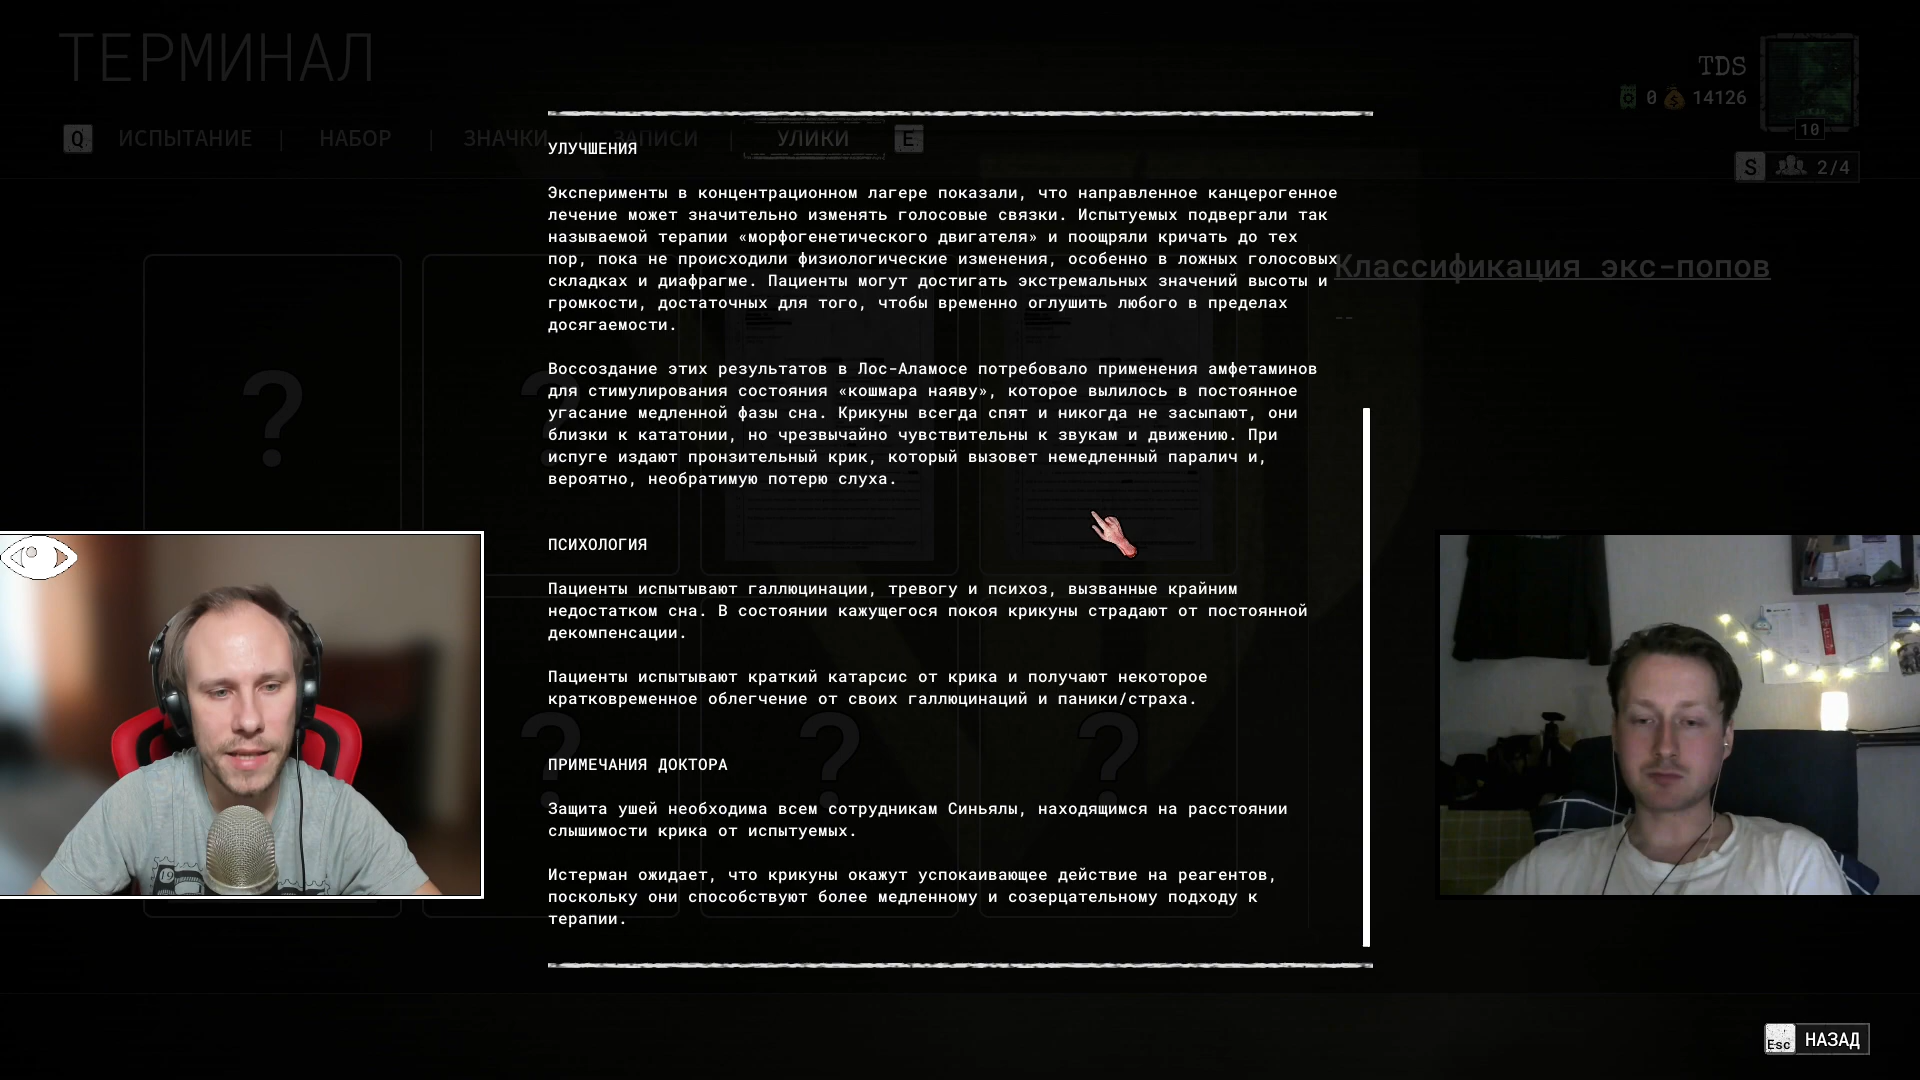 ТЕРМИНАЛ
TDS
0 14126
10
Q ИСПЫТАНИЕ | НАБОР | ЗНАЧКИ | ЗАПИСИ | УЛИКИ E
S 2/4
УЛУЧШЕНИЯ
Эксперименты в концентрационном лагере показали, что направленное канцерогенное
лечение может значительно изменять голосовые связки. Испытуемых подвергали так
называемой терапии «морфогенетического двигателя» и поощряли кричать до тех
пор, пока не происходили физиологические изменения, особенно в ложных голосовых
складках и диафрагме. Пациенты могут достигать экстремальных значений высоты и
громкости, достаточных для того, чтобы временно оглушить любого в пределах
досягаемости.
Воссоздание этих результатов в Лос-Аламосе потребовало применения амфетаминов
для стимулирования состояния «кошмара наяву», которое вылилось в постоянное
угасание медленной фазы сна. Крикуны всегда спят и никогда не засыпают, они
близки к кататонии, но чрезвычайно чувствительны к звукам и движению. При
испуге издают пронзительный крик, который вызовет немедленный паралич и,
вероятно, необратимую потерю слуха.
ПСИХОЛОГИЯ
Пациенты испытывают галлюцинации, тревогу и психоз, вызванные крайним
недостатком сна. В состоянии кажущегося покоя крикуны страдают от постоянной
декомпенсации.
Пациенты испытывают краткий катарсис от крика и получают некоторое
кратковременное облегчение от своих галлюцинаций и паники/страха.
ПРИМЕЧАНИЯ ДОКТОРА
Защита ушей необходима всем сотрудникам Синьялы, находящимся на расстоянии
слышимости крика от испытуемых.
Истерман ожидает, что крикуны окажут успокаивающее действие на реагентов,
поскольку они способствуют более медленному и созерцательному подходу к
терапии.
Классификация экс-попов
--
?
?
?
?
?
Esc НАЗАД